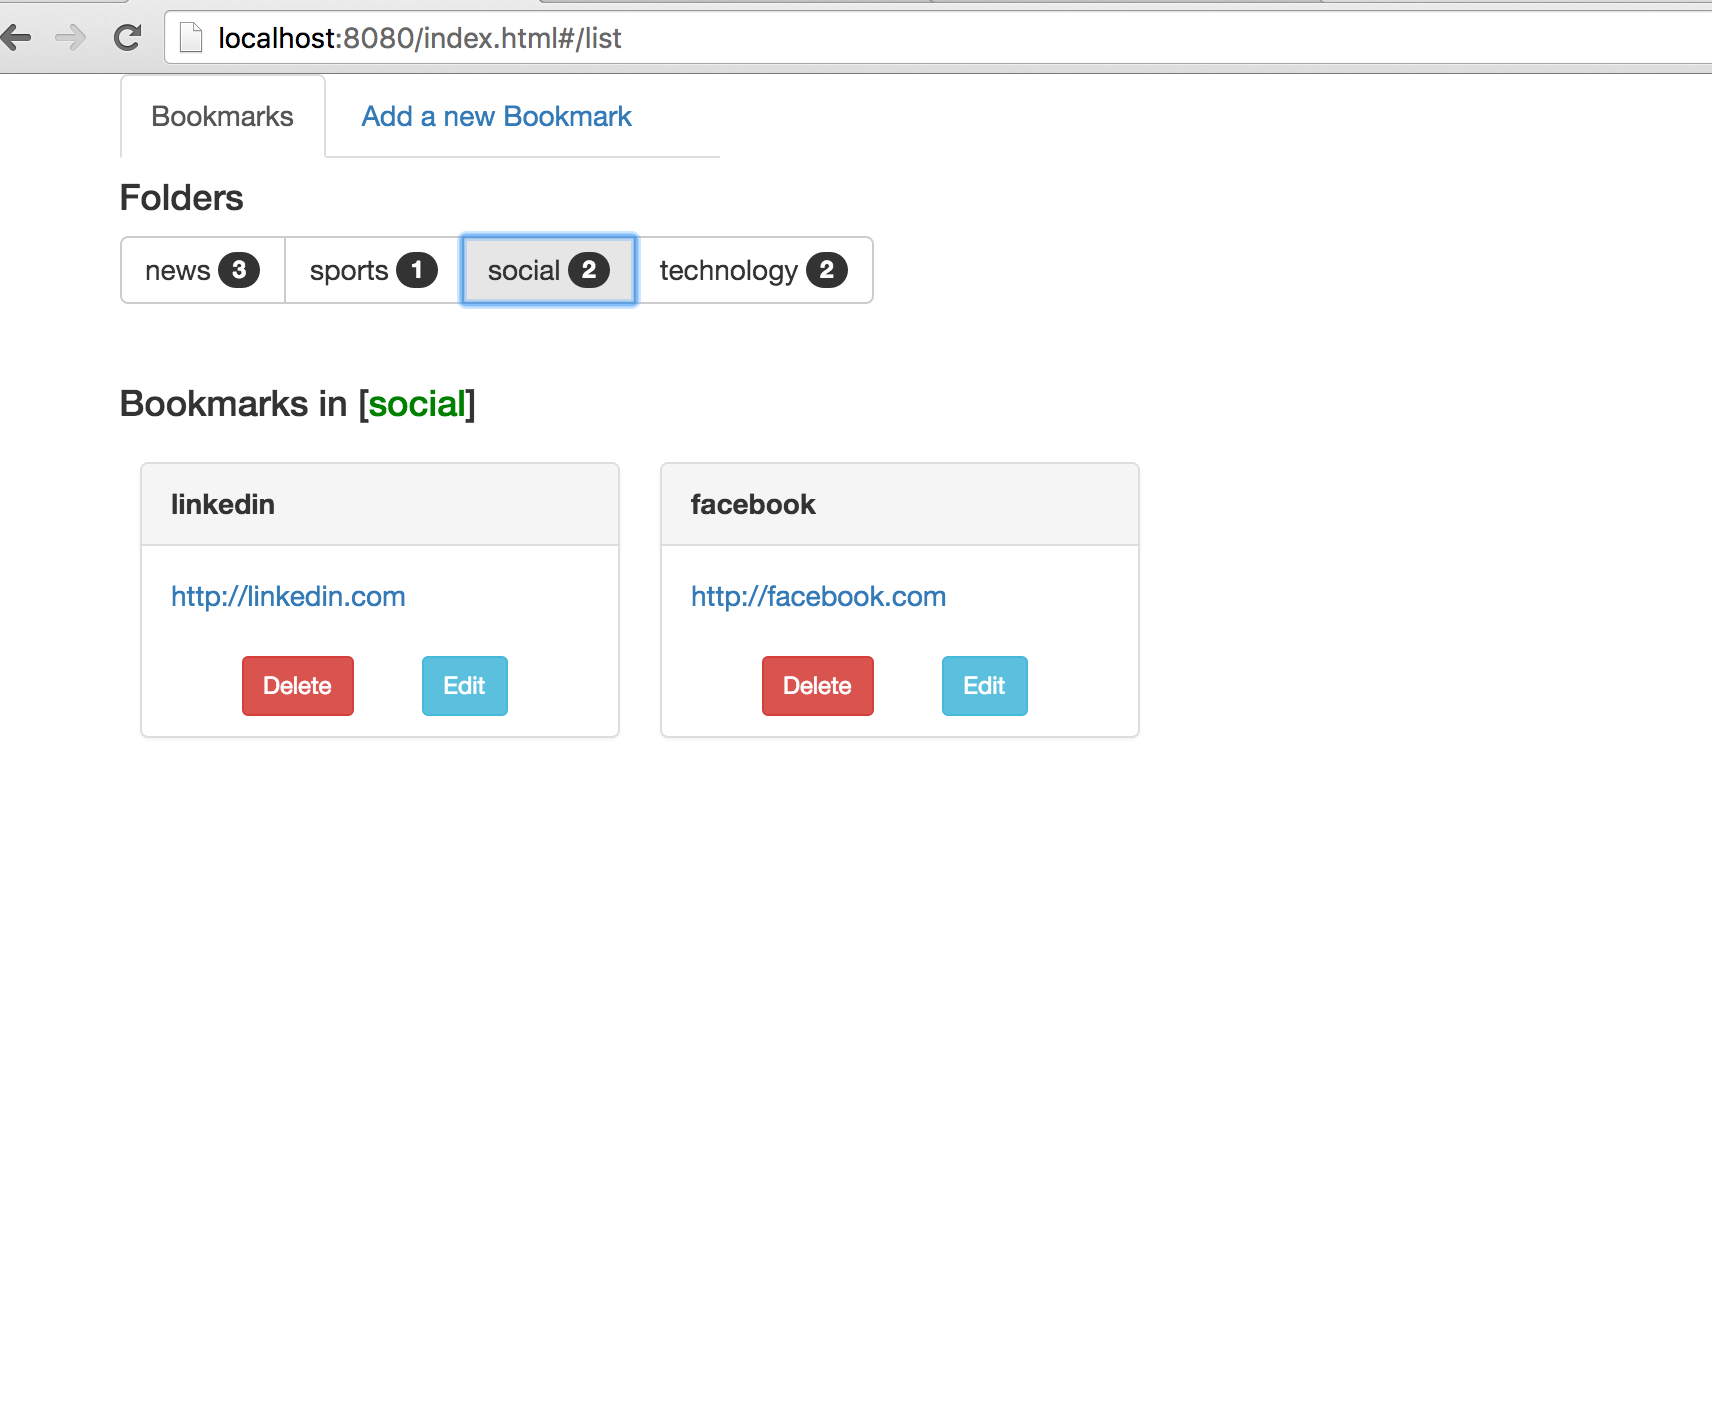 localhost:8080/index.html#/list
Bookmarks Add a new Bookmark
Folders
news 3 sports 1 social 2 technology 2
Bookmarks in [social]
linkedin facebook
http://linkedin.com http://facebook.com
Delete Edit Delete Edit